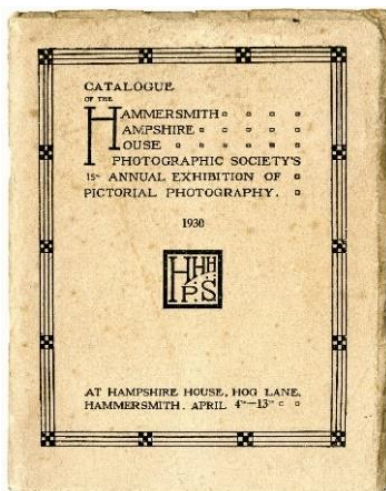 CATALOGUE
OF THE
HAMMERSMITH
HAMPSHIRE
HOUSE
PHOTOGRAPHIC SOCIETY'S
15TH ANNUAL EXHIBITION OF
PICTORIAL PHOTOGRAPHY.
1930
HHH
P.S
AT HAMPSHIRE HOUSE, HOG LANE,
HAMMERSMITH. APRIL 4TH—13TH